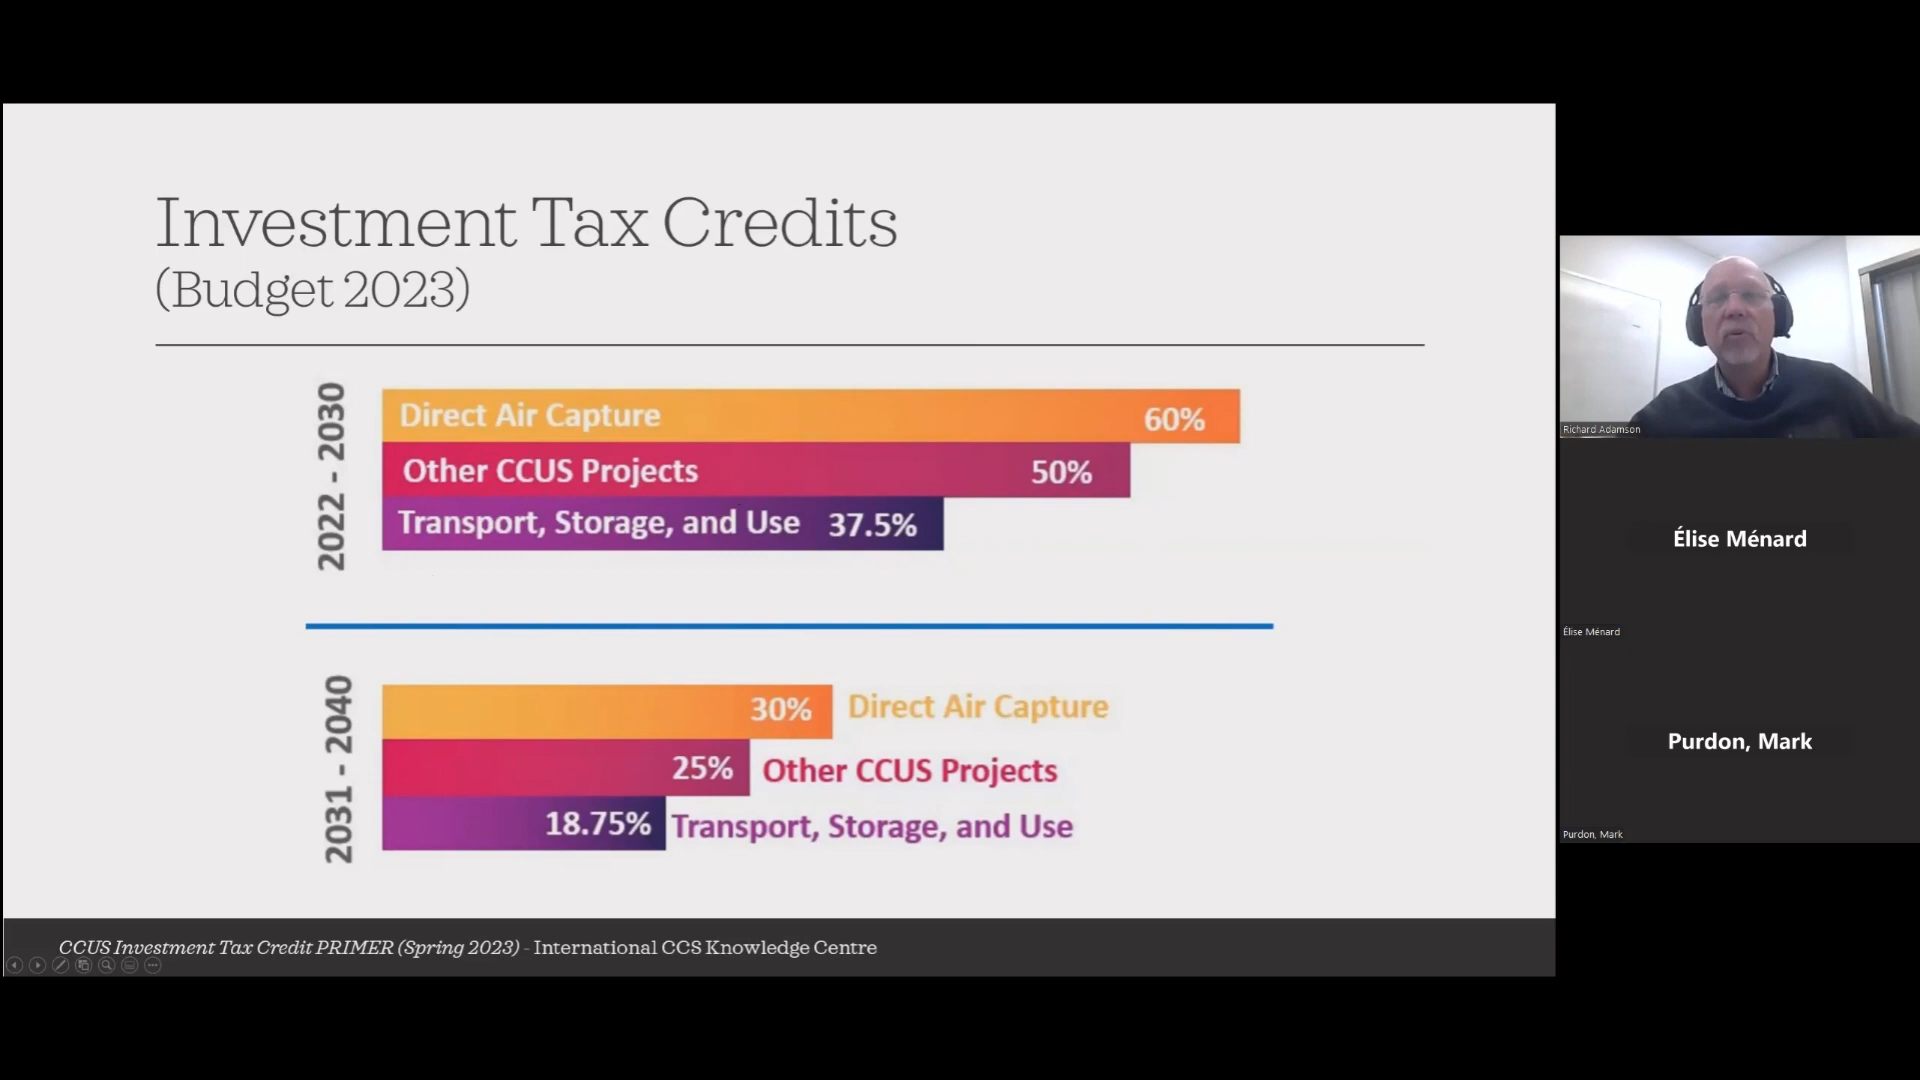 Investment Tax Credits
(Budget 2023)
2022 - 2030
Direct Air Capture 60%
Other CCUS Projects 50%
Transport, Storage, and Use 37.5%
2031 - 2040
30% Direct Air Capture
25% Other CCUS Projects
18.75% Transport, Storage, and Use
CCUS Investment Tax Credit PRIMER (Spring 2023) - International CCS Knowledge Centre
Richard Adamson
Élise Ménard
Élise Ménard
Purdon, Mark
Purdon, Mark